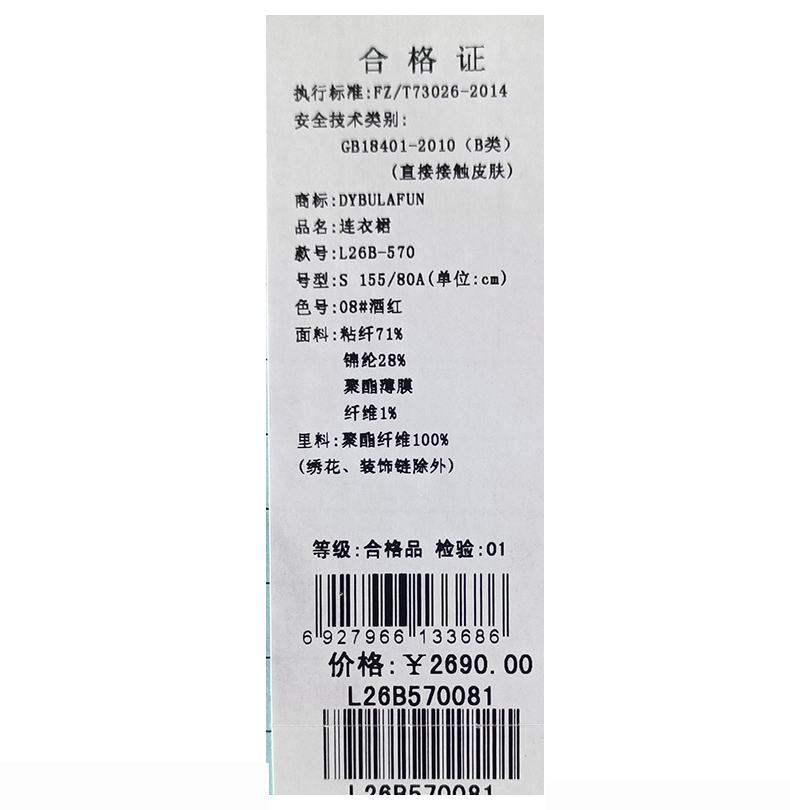 合格证
执行标准:FZ/T73026-2014
安全技术类别:
GB18401-2010（B类）
(直接接触皮肤)
商标:DYBULAFUN
品名:连衣裙
款号:L26B-570
号型:S 155/80A(单位:cm)
色号:08#酒红
面料:粘纤71%
锦纶28%
聚酯薄膜
纤维1%
里料:聚酯纤维100%
(绣花、装饰链除外)
等级:合格品 检验:01
6 927966 133686
价格:￥2690.00
L26B570081
L26B570081